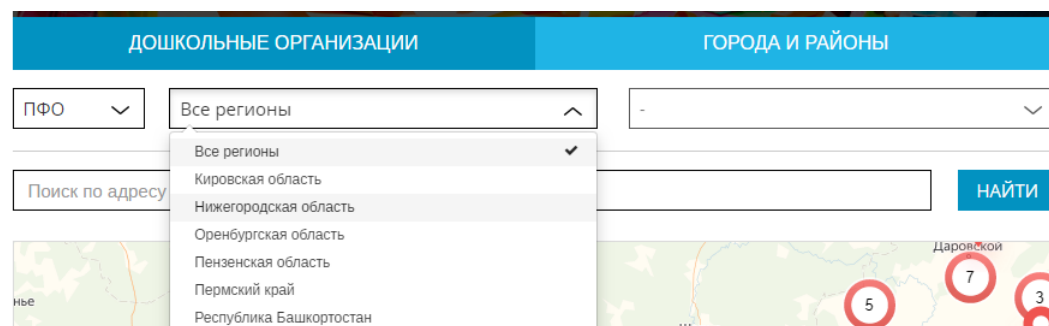 ДОШКОЛЬНЫЕ ОРГАНИЗАЦИИ
ГОРОДА И РАЙОНЫ
ПФО
Все регионы
-
Все регионы
Кировская область
Нижегородская область
Оренбургская область
Пензенская область
Пермский край
Республика Башкортостан
Поиск по адресу
НАЙТИ
Даровской
7
5
3
нье